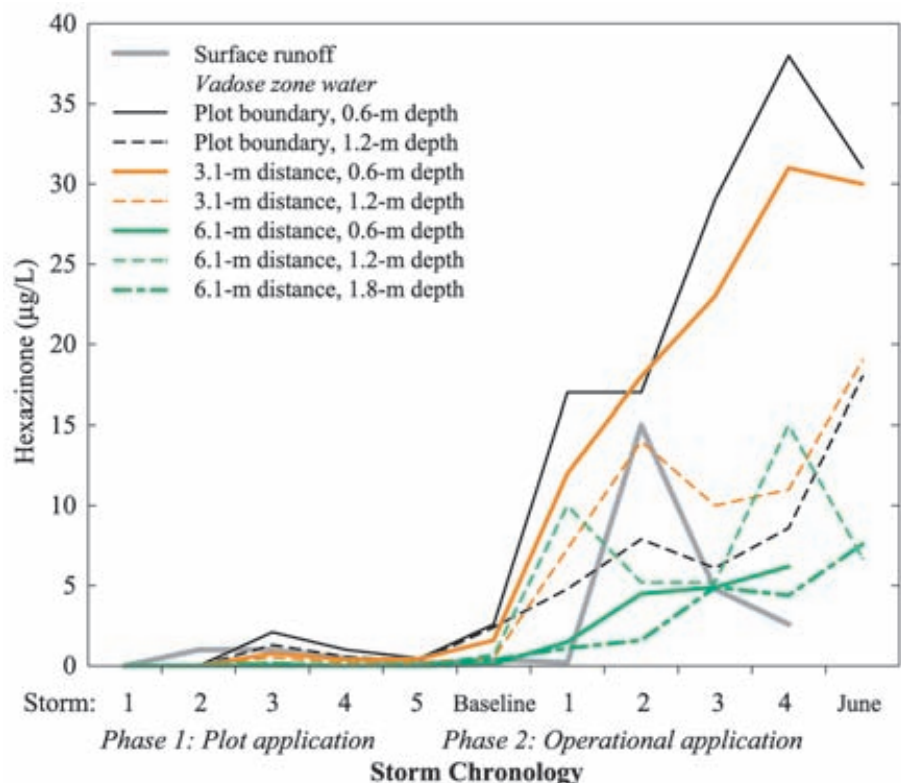 40
35
30
25
20
15
10
5
0
Hexazinone (µg/L)
Surface runoff
Vadose zone water
Plot boundary, 0.6-m depth
Plot boundary, 1.2-m depth
3.1-m distance, 0.6-m depth
3.1-m distance, 1.2-m depth
6.1-m distance, 0.6-m depth
6.1-m distance, 1.2-m depth
6.1-m distance, 1.8-m depth
Storm: 1 2 3 4 5 Baseline 1 2 3 4 June
Phase 1: Plot application Phase 2: Operational application
Storm Chronology